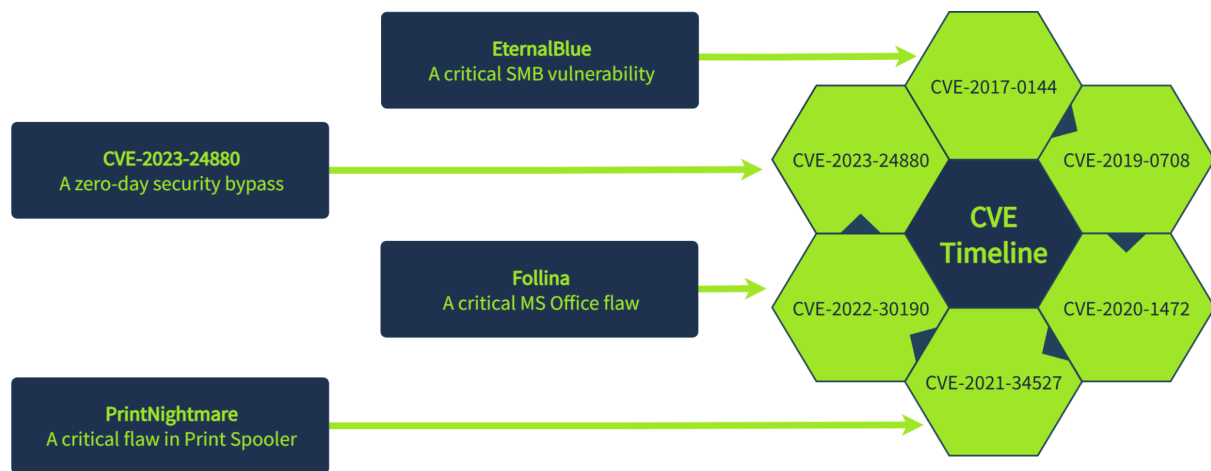 EternalBlue
A critical SMB vulnerability
CVE-2023-24880
A zero-day security bypass
Follina
A critical MS Office flaw
PrintNightmare
A critical flaw in Print Spooler
CVE Timeline
CVE-2017-0144
CVE-2019-0708
CVE-2020-1472
CVE-2021-34527
CVE-2022-30190
CVE-2023-24880